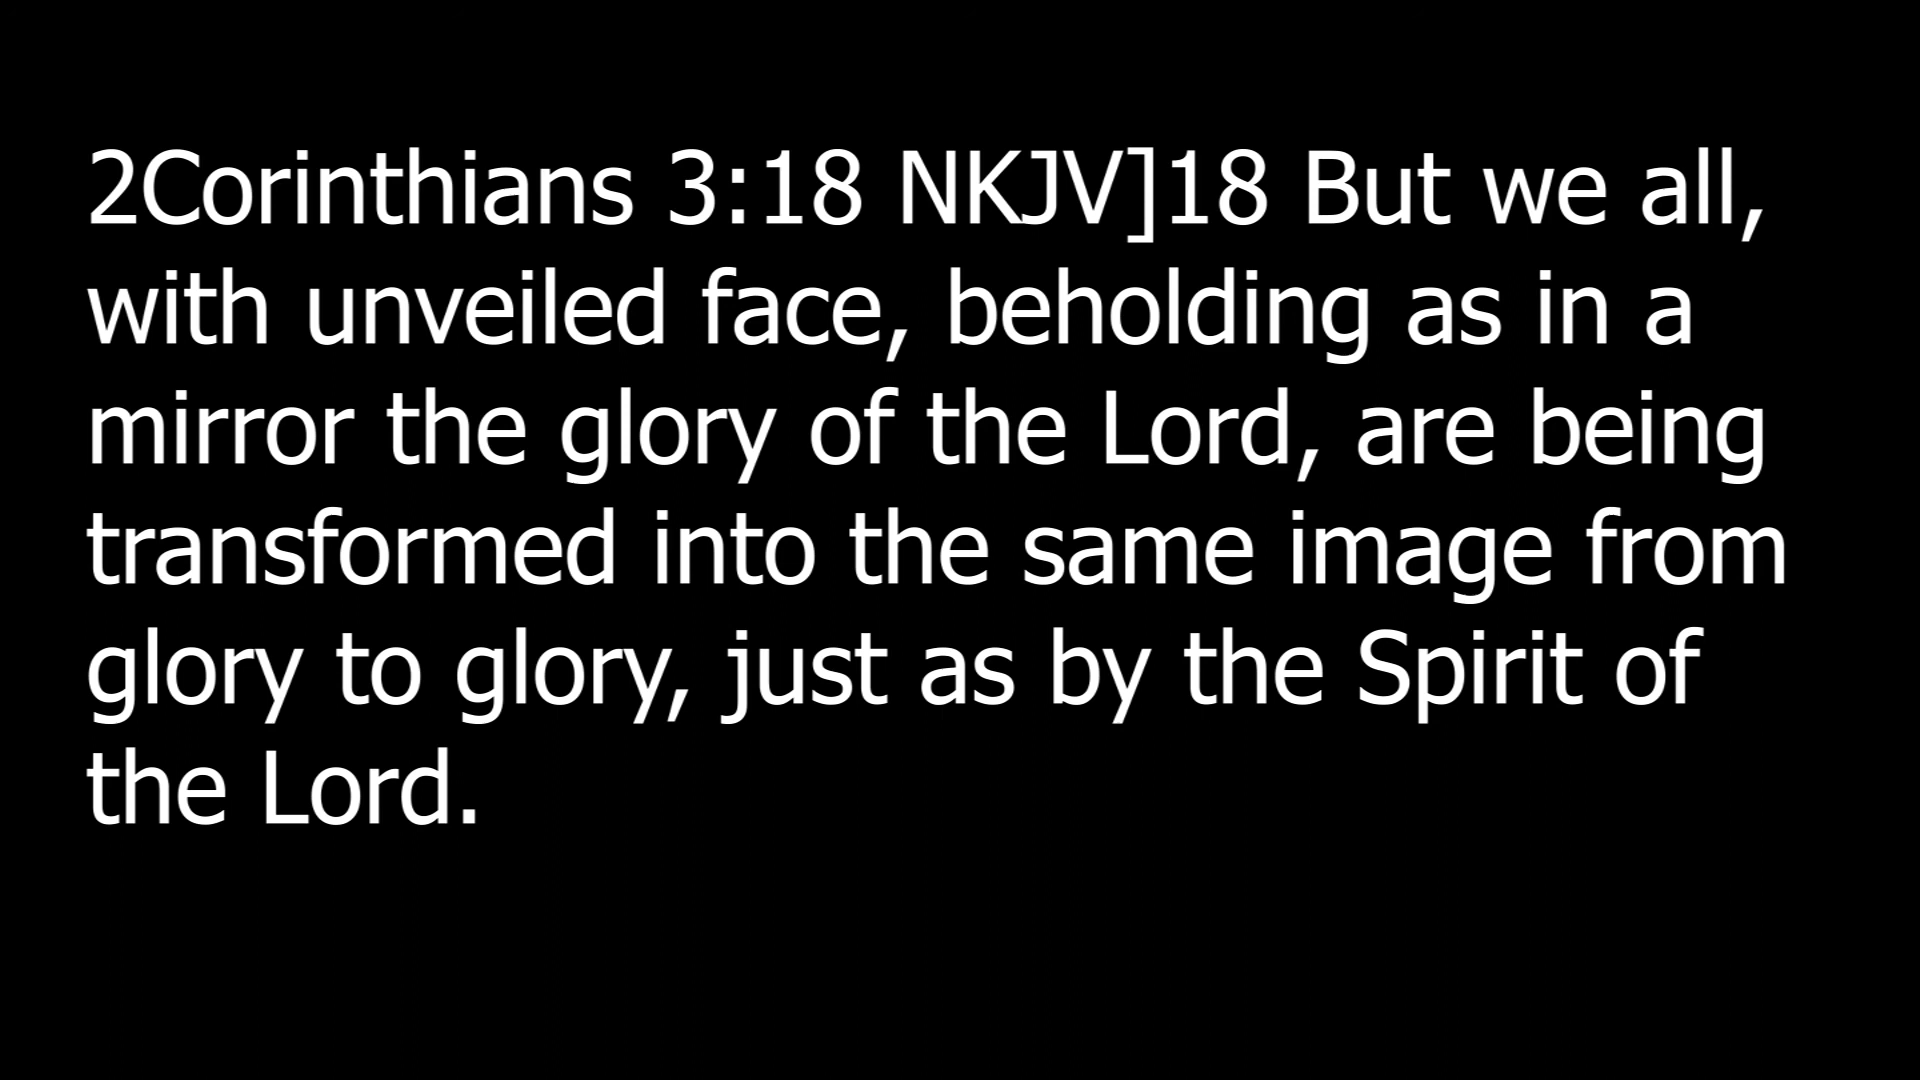 2Corinthians 3:18 NKJV]18 But we all,
with unveiled face, beholding as in a
mirror the glory of the Lord, are being
transformed into the same image from
glory to glory, just as by the Spirit of
the Lord.